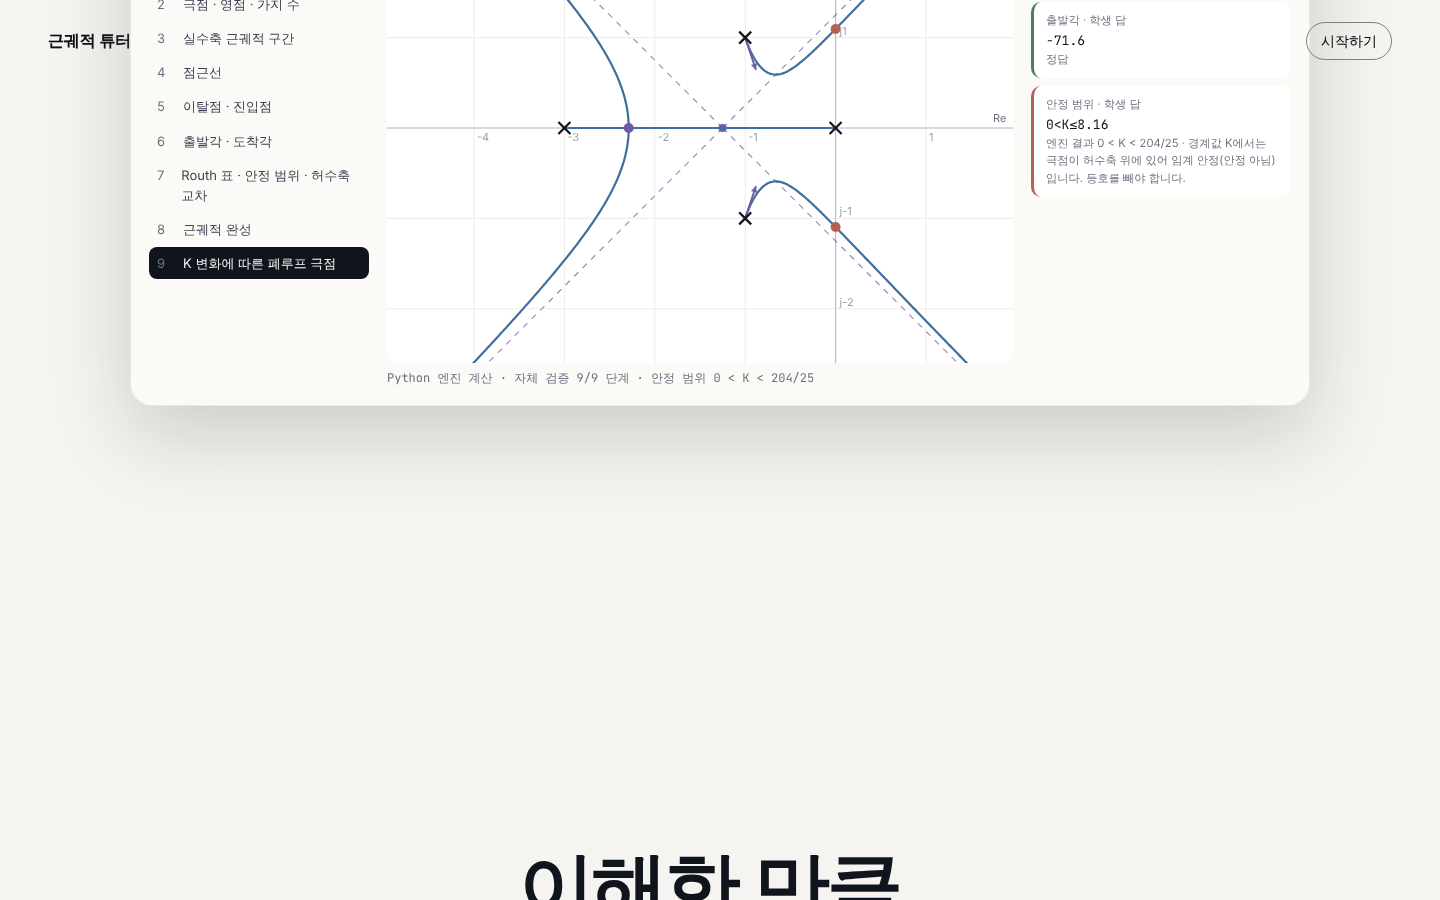 근궤적 튜터
시작하기
2 극점 · 영점 · 가지 수
3 실수축 근궤적 구간
4 점근선
5 이탈점 · 진입점
6 출발각 · 도착각
7 Routh 표 · 안정 범위 · 허수축
교차
8 근궤적 완성
9 K 변화에 따른 폐루프 극점
j1
Re
-4
-3
-2
-1
1
j-1
j-2
Python 엔진 계산 · 자체 검증 9/9 단계 · 안정 범위 0 < K < 204/25
출발각 · 학생 답
-71.6
정답
안정 범위 · 학생 답
0<K≤8.16
엔진 결과 0 < K < 204/25 · 경계값 K에서는
극점이 허수축 위에 있어 임계 안정(안정 아님)
입니다. 등호를 빼야 합니다.
이해한 만큼